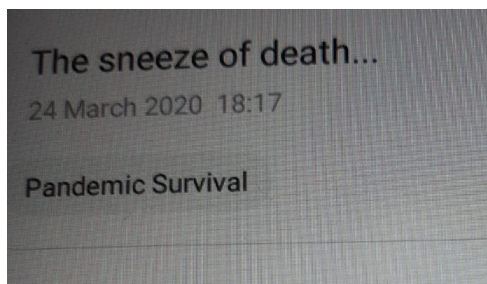 The sneeze of death...
24 March 2020 18:17
Pandemic Survival